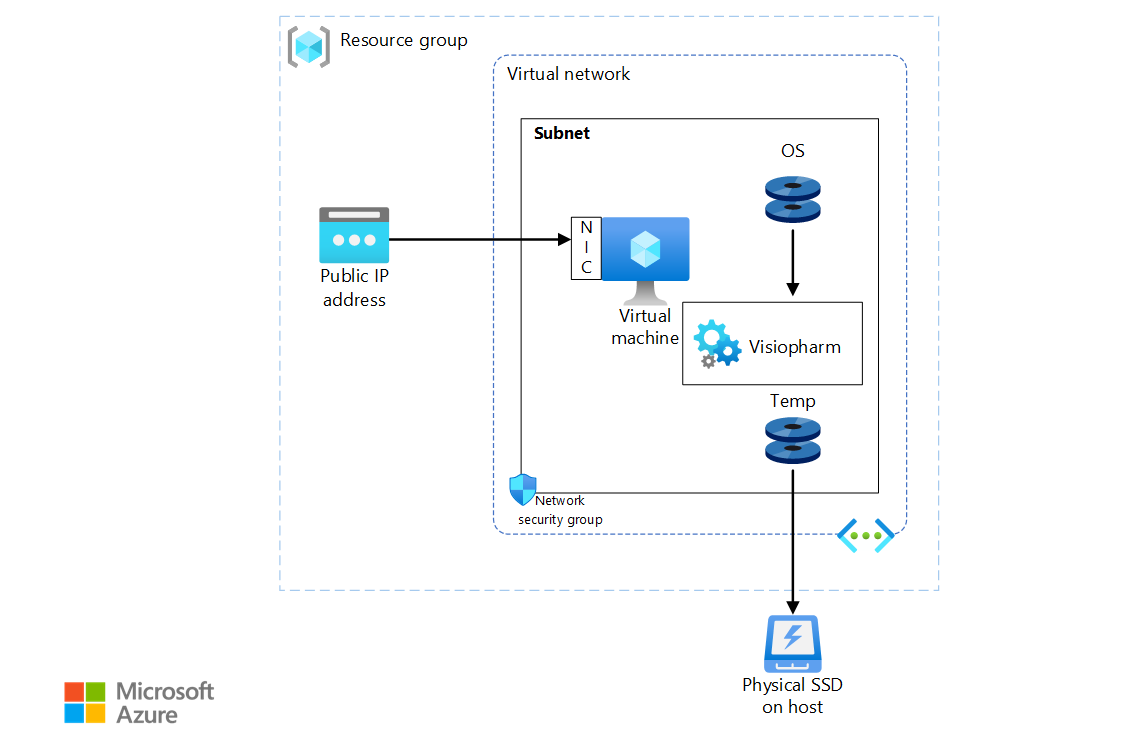 Resource group
Virtual network
Subnet
OS
N
I
C
Public IP
address
Virtual
machine
Visiopharm
Temp
Network
security group
Physical SSD
on host
Microsoft
Azure